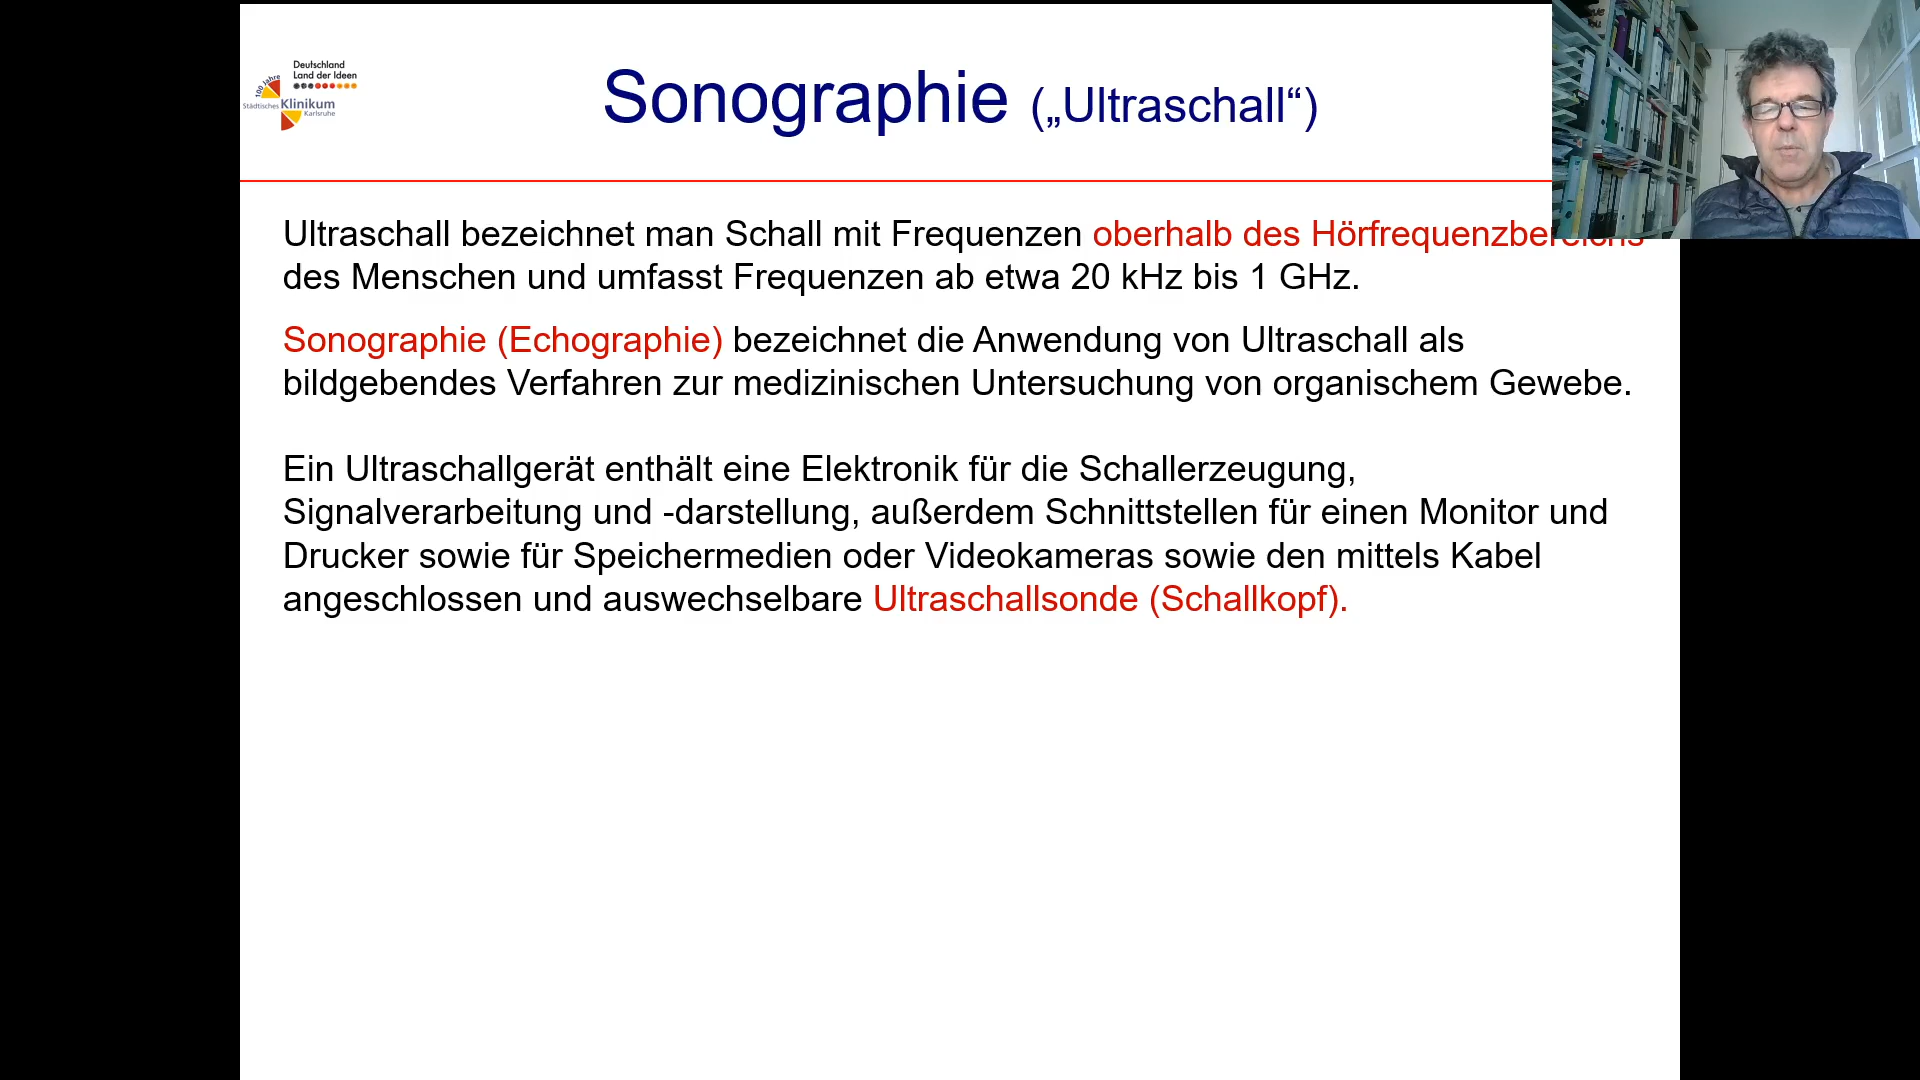 Deutschland
Land der Ideen
100 Jahre
Städtisches Klinikum
Karlsruhe
Sonographie („Ultraschall“)
Ultraschall bezeichnet man Schall mit Frequenzen oberhalb des Hörfrequenzbereichs
des Menschen und umfasst Frequenzen ab etwa 20 kHz bis 1 GHz.
Sonographie (Echographie) bezeichnet die Anwendung von Ultraschall als
bildgebendes Verfahren zur medizinischen Untersuchung von organischem Gewebe.
Ein Ultraschallgerät enthält eine Elektronik für die Schallerzeugung,
Signalverarbeitung und -darstellung, außerdem Schnittstellen für einen Monitor und
Drucker sowie für Speichermedien oder Videokameras sowie den mittels Kabel
angeschlossen und auswechselbare Ultraschallsonde (Schallkopf).